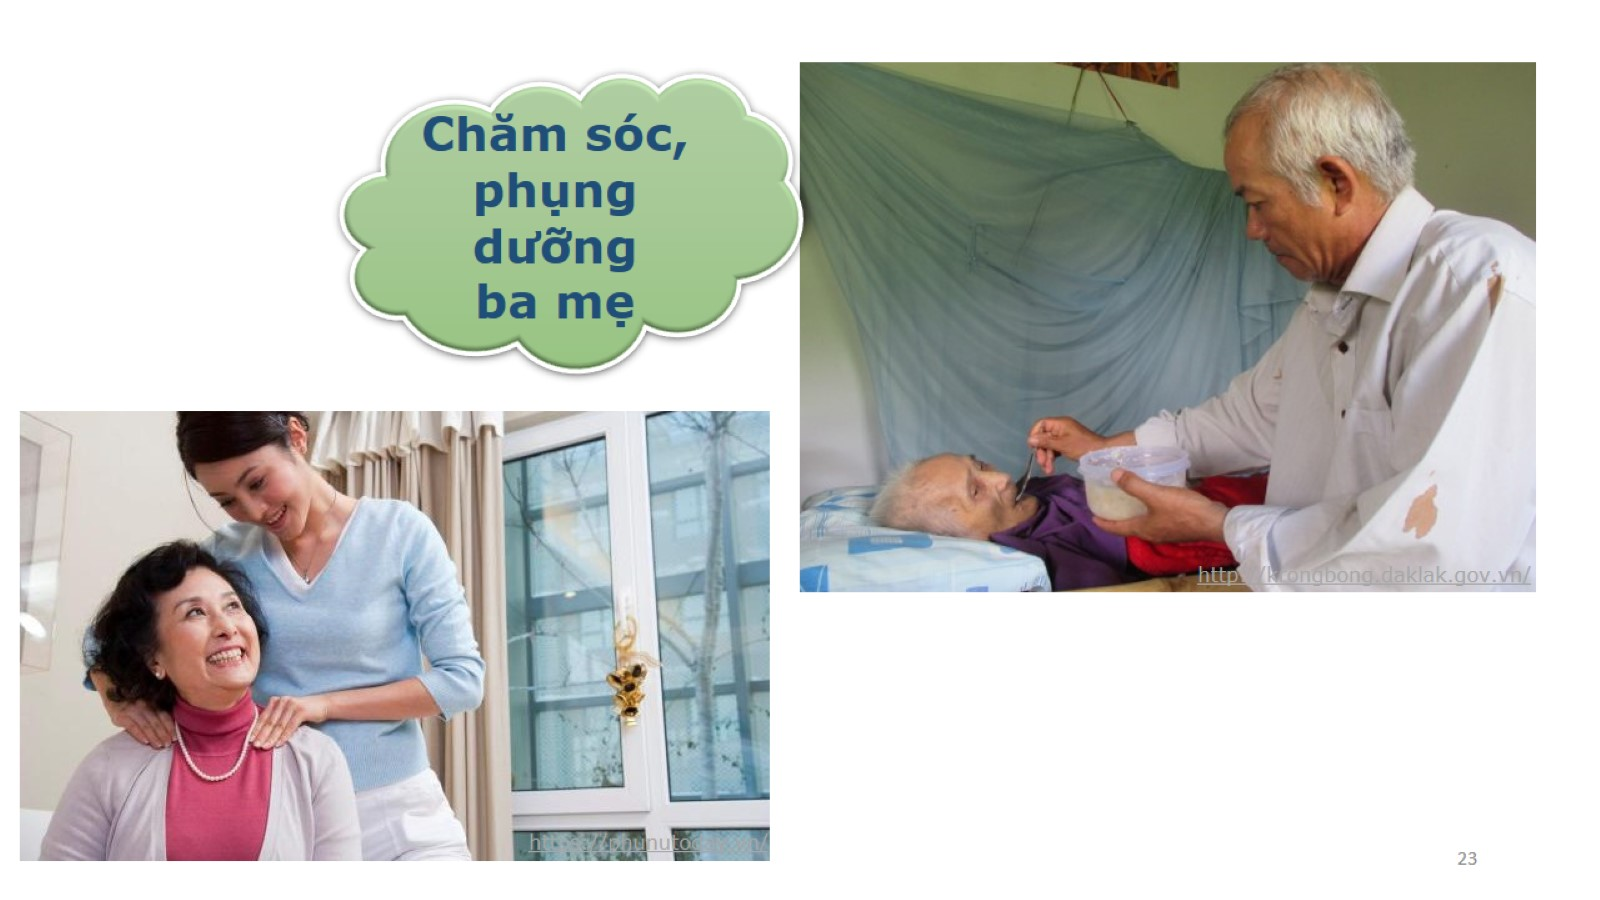 Chăm sóc,
phụng
dưỡng
ba mẹ
http://krongbong.daklak.gov.vn/
23